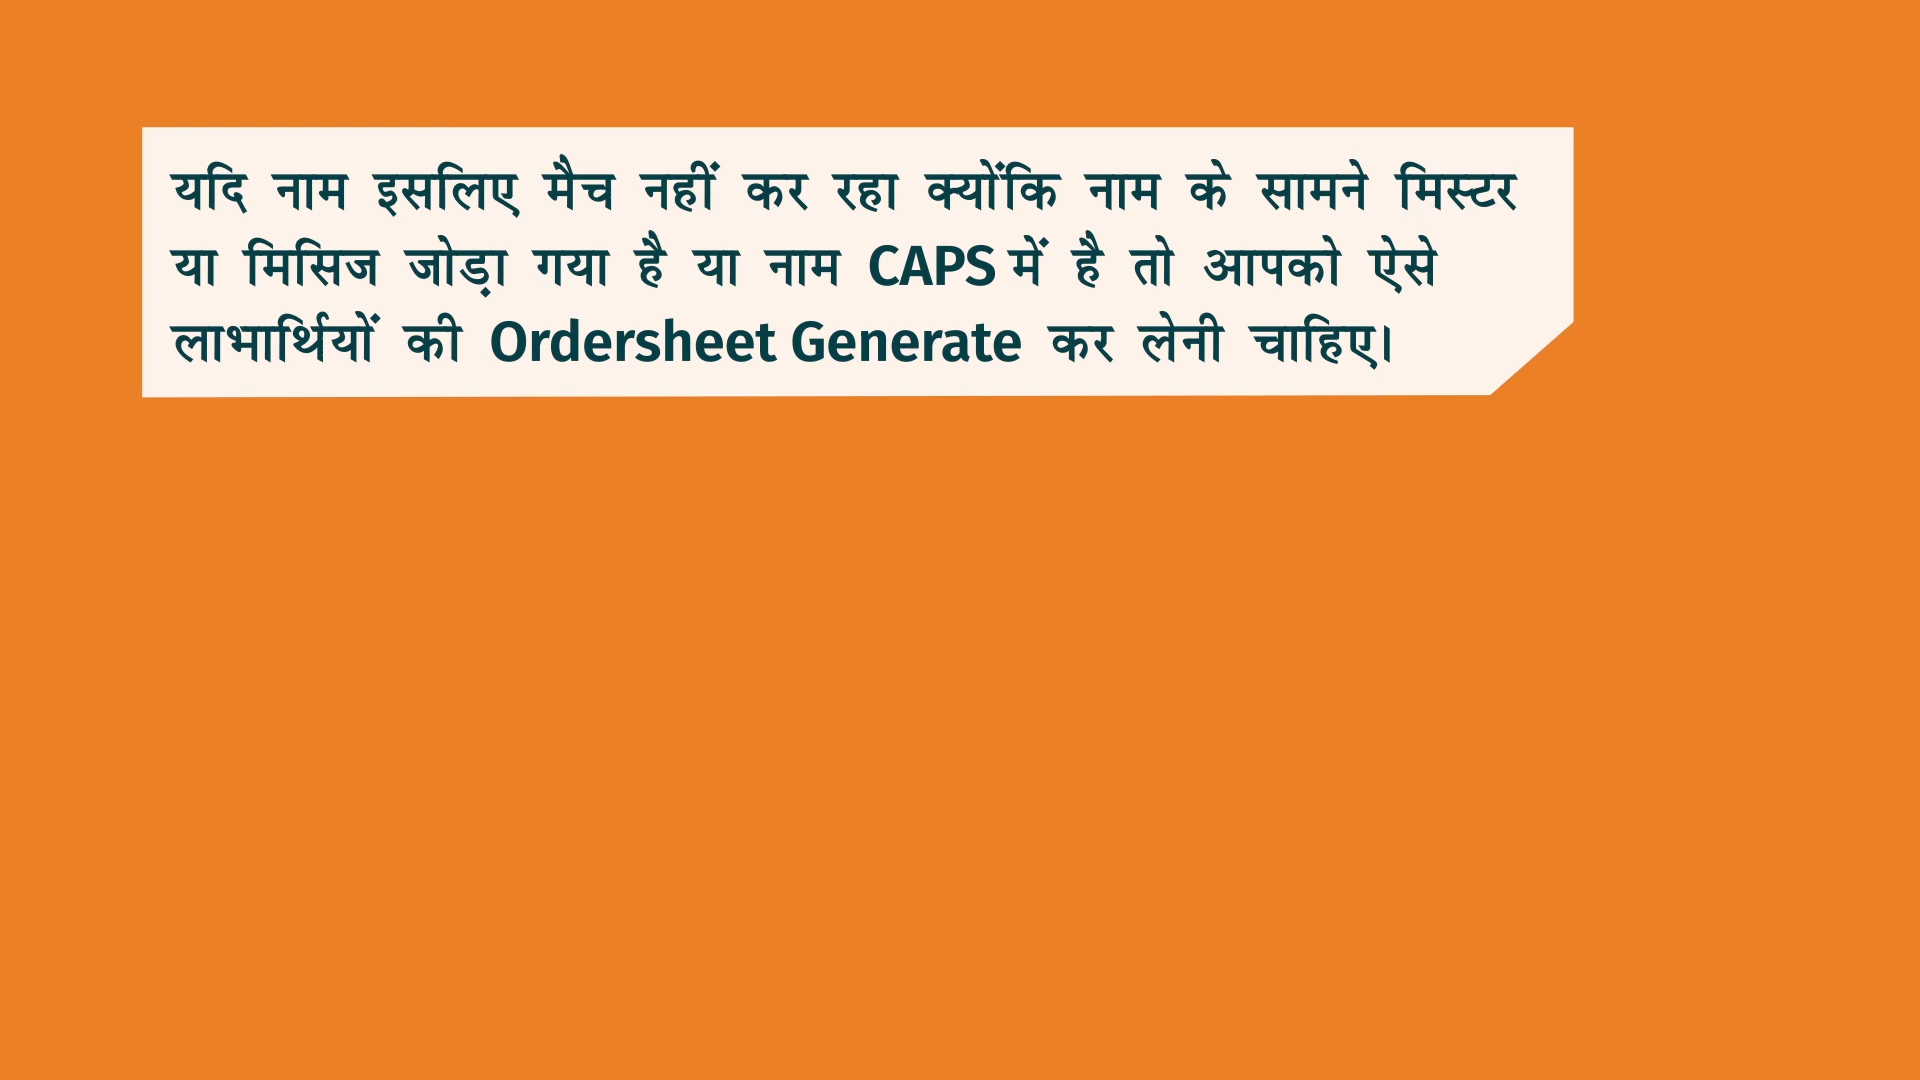 यदि नाम इसलिए मैच नहीं कर रहा क्योंकि नाम के सामने मिस्टर
या मिसिज जोड़ा गया है या नाम CAPS में है तो आपको ऐसे
लाभार्थियों की Ordersheet Generate कर लेनी चाहिए।